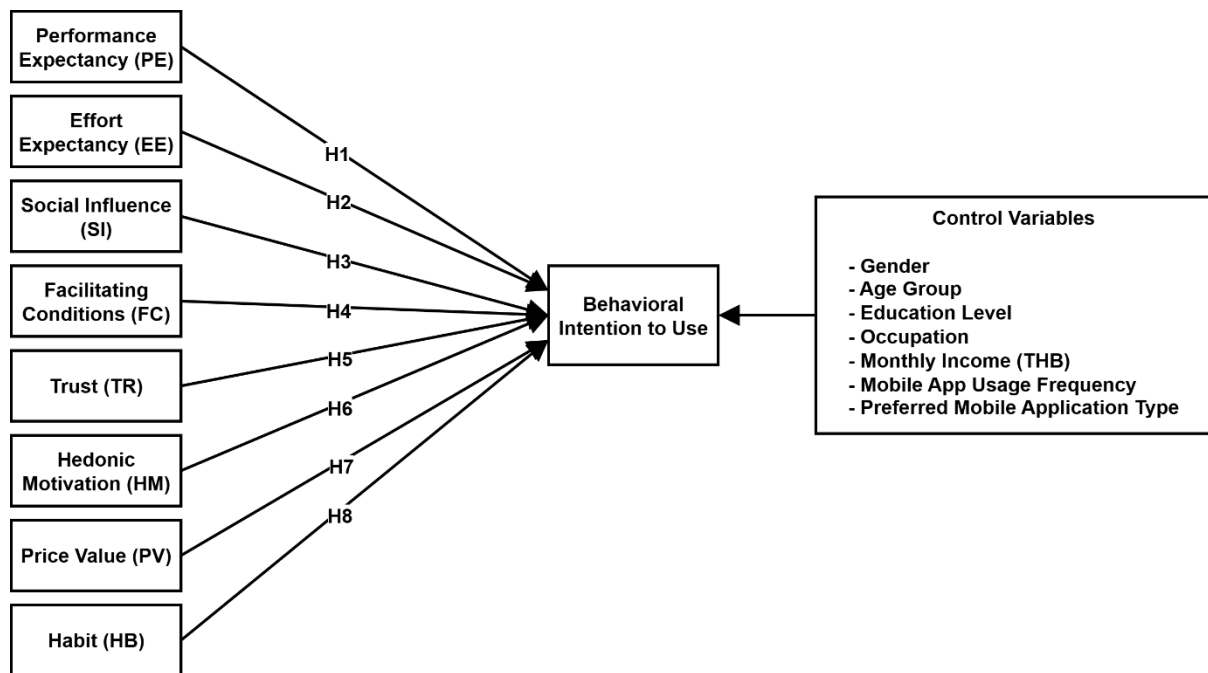 Performance
Expectancy (PE)
Effort
Expectancy (EE)
Social Influence
(SI)
Facilitating
Conditions (FC)
Trust (TR)
Hedonic
Motivation (HM)
Price Value (PV)
Habit (HB)
H1
H2
H3
H4
H5
H6
H7
H8
Behavioral
Intention to Use
Control Variables
- Gender
- Age Group
- Education Level
- Occupation
- Monthly Income (THB)
- Mobile App Usage Frequency
- Preferred Mobile Application Type